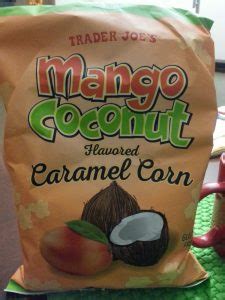 TRADER JOE'S
Mango
Coconut
Flavored
Caramel Corn